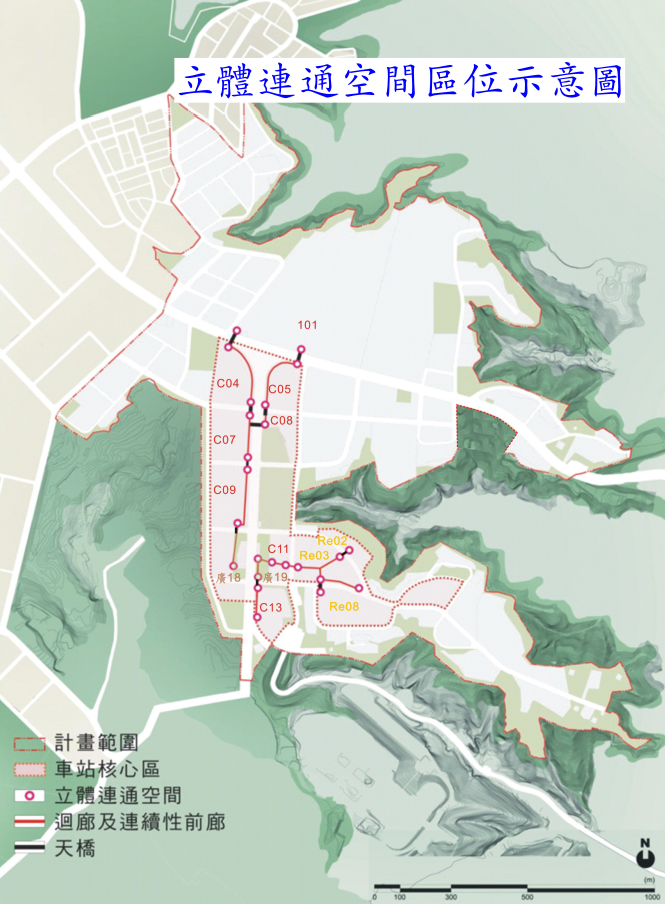 立體連通空間區位示意圖
101
C04
C05
C08
C07
C09
Re02
C11
Re03
廣18
廣19
C13
Re08
計畫範圍
車站核心區
立體連通空間
迴廊及連續性前廊
天橋
N
(m)
0 100 300 500 1000